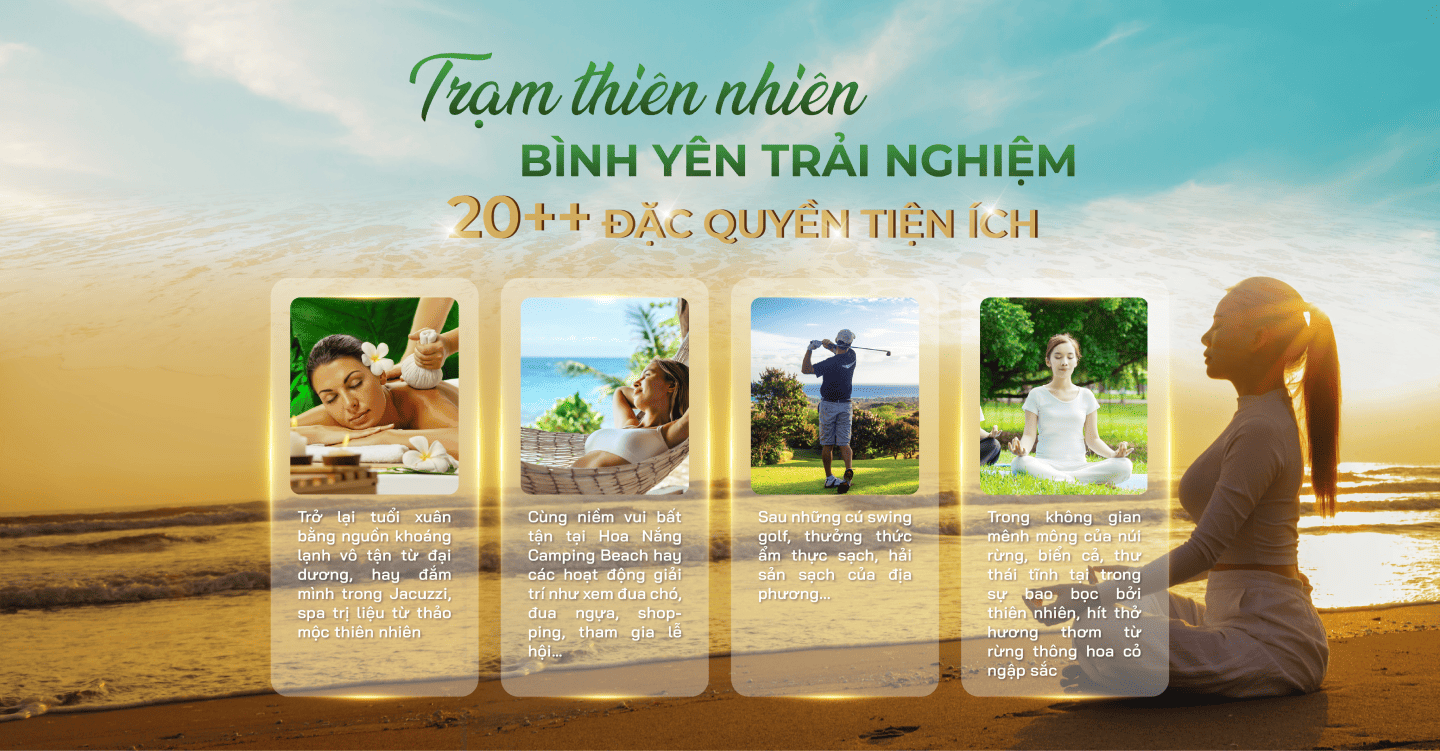 Trạm thiên nhiên
BÌNH YÊN TRẢI NGHIỆM
20++ ĐẶC QUYỀN TIỆN ÍCH
Trở lại tuổi xuân
bằng nguồn khoáng
lạnh vô tận từ đại
dương, hay đắm
mình trong Jacuzzi,
spa trị liệu từ thảo
mộc thiên nhiên
Cùng niềm vui bất
tận tại Hoa Nắng
Camping Beach hay
các hoạt động giải
trí như xem đua chó,
đua ngựa, shop-
ping, tham gia lễ
hội...
Sau những cú swing
golf, thưởng thức
ẩm thực sạch, hải
sản sạch của địa
phương...
Trong không gian
mênh mông của núi
rừng, biển cả, thư
thái tĩnh tại trong
sự bao bọc bởi
thiên nhiên, hít thở
hương thơm từ
rừng thông hoa cỏ
ngập sắc